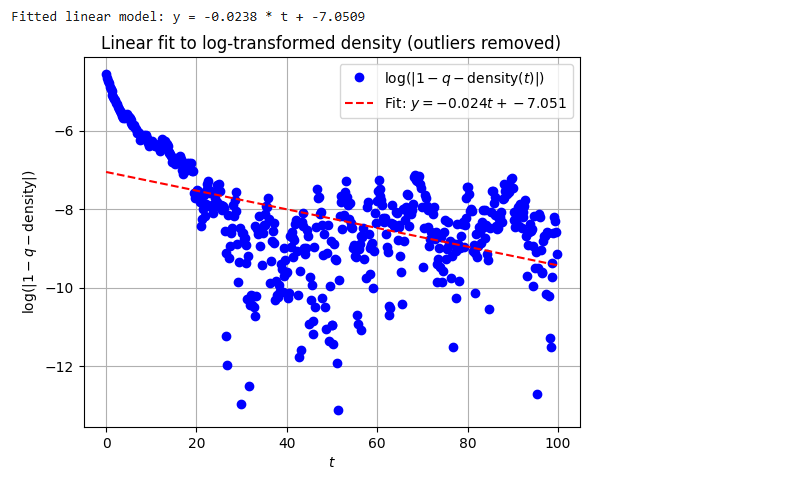 Fitted linear model: y = -0.0238 * t + -7.0509
Linear fit to log-transformed density (outliers removed)
log(|1 − q − density(t)|)
Fit: y = −0.024t + −7.051
log(|1 − q − density|)
−6
−8
−10
−12
0 20 40 60 80 100
t